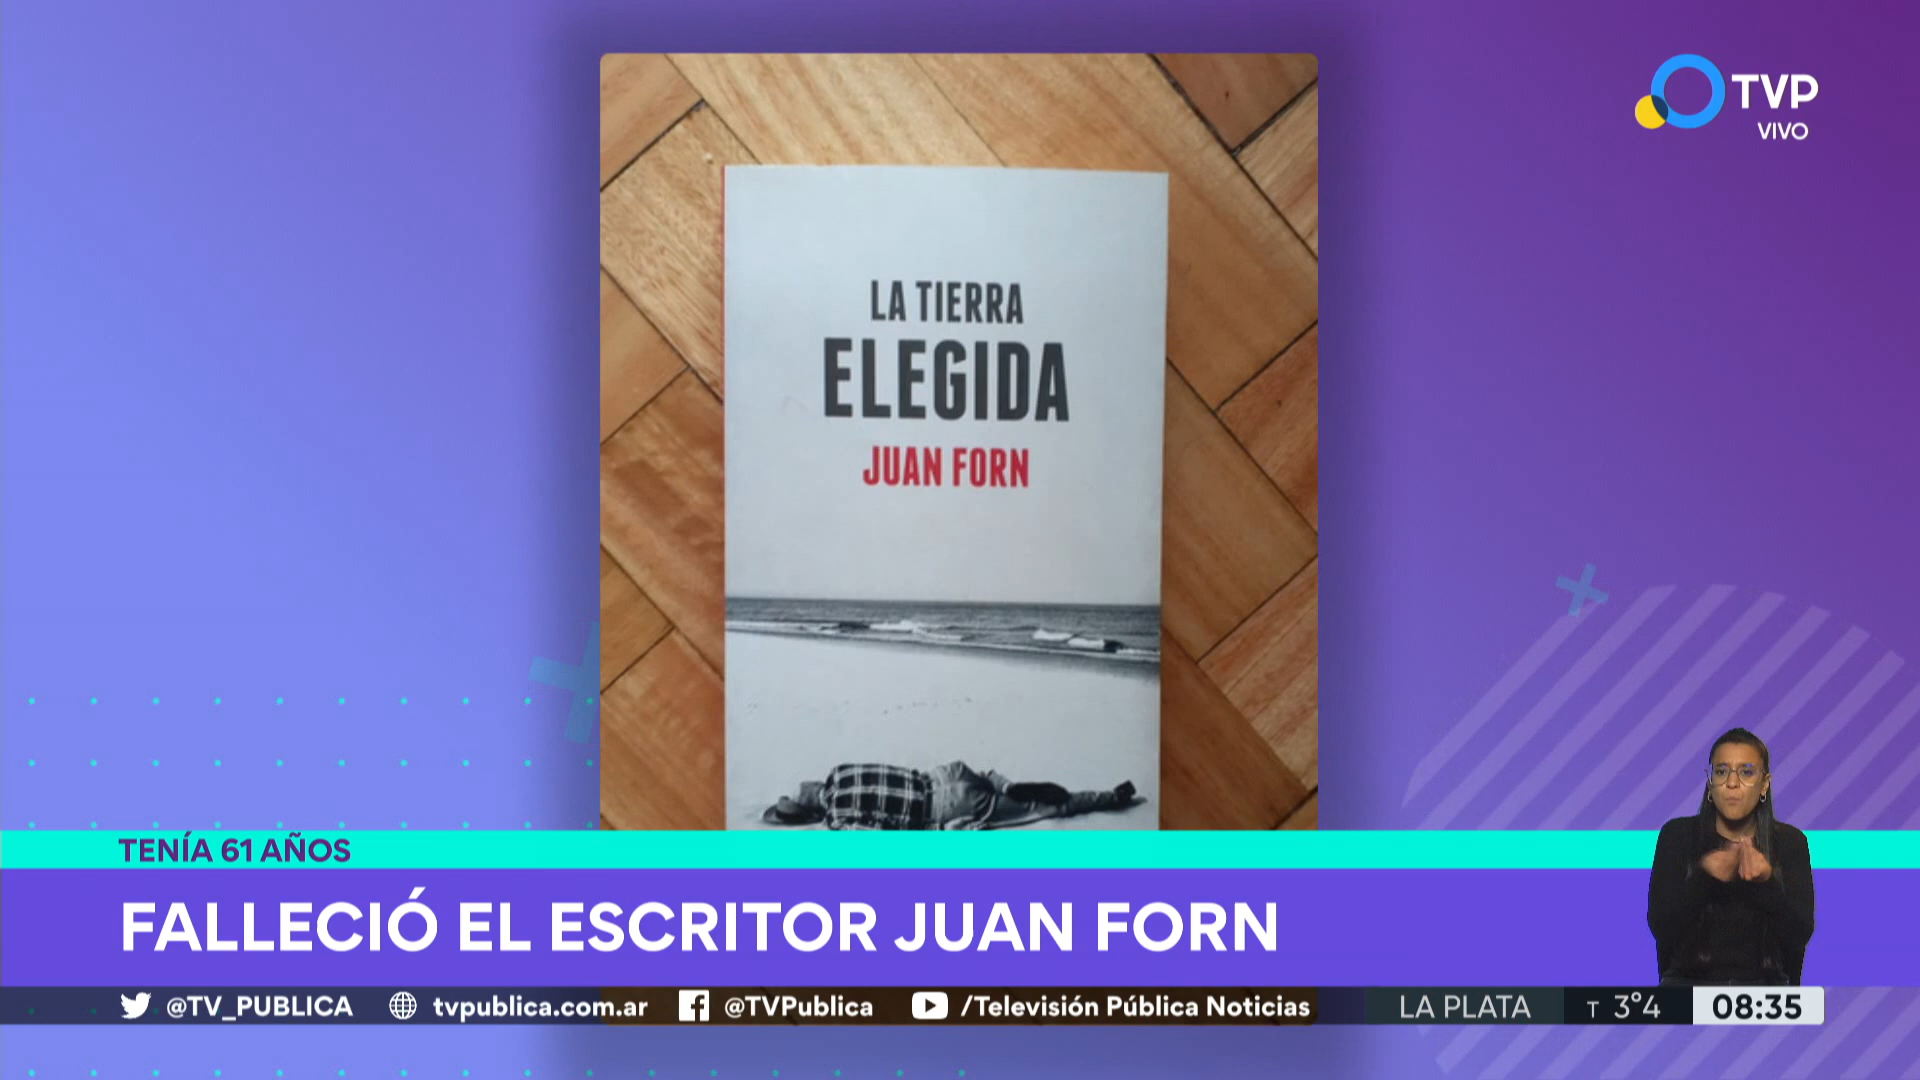 TVP
VIVO
LA TIERRA
ELEGIDA
JUAN FORN
TENÍA 61 AÑOS
FALLECIÓ EL ESCRITOR JUAN FORN
@TV_PUBLICA tvpublica.com.ar @TVPublica /Televisión Pública Noticias LA PLATA T 3°4 08:35